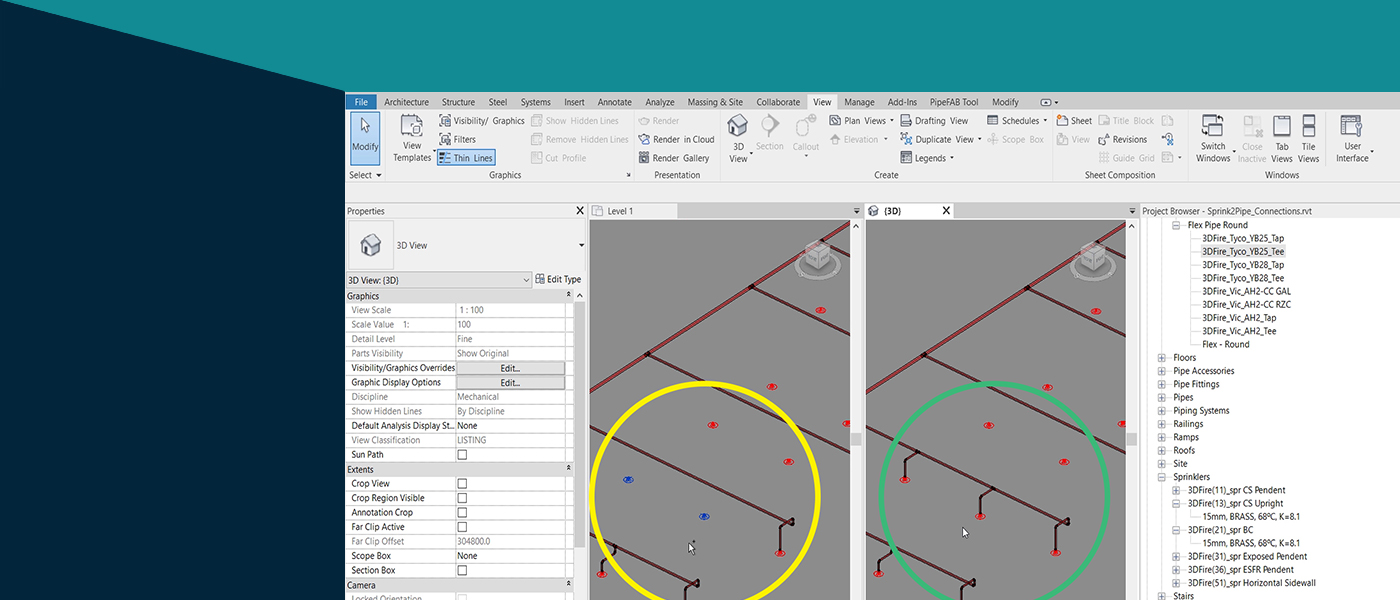 File Architecture Structure Steel Systems Insert Annotate Analyze Massing & Site Collaborate View Manage Add-Ins PipeFAB Tool Modify
Modify
Select
View
Templates
Visibility/ Graphics
Filters
Thin Lines
Show Hidden Lines
Remove Hidden Lines
Cut Profile
Graphics
Render
Render in Cloud
Render Gallery
Presentation
3D
View
Section
Callout
Plan Views
Elevation
Drafting View
Duplicate View
Legends
Schedules
Scope Box
Create
Sheet
View
Title Block
Revisions
Guide Grid
Sheet Composition
Switch
Windows
Close
Inactive
Tab
Views
Tile
Views
User
Interface
Windows
Properties
3D View
3D View: {3D}
Edit Type
Graphics
View Scale 1 : 100
Scale Value 1: 100
Detail Level Fine
Parts Visibility Show Original
Visibility/Graphics Overrides Edit...
Graphic Display Options Edit...
Discipline Mechanical
Show Hidden Lines By Discipline
Default Analysis Display St... None
View Classification LISTING
Sun Path
Extents
Crop View
Crop Region Visible
Annotation Crop
Far Clip Active
Far Clip Offset 304800.0
Scope Box None
Section Box
Camera
Locked Orientation
Level 1
{3D}
Project Browser - Sprink2Pipe_Connections.rvt
Flex Pipe Round
3DFire_Tyco_YB25_Tap
3DFire_Tyco_YB25_Tee
3DFire_Tyco_YB28_Tap
3DFire_Tyco_YB28_Tee
3DFire_Vic_AH2-CC GAL
3DFire_Vic_AH2-CC RZC
3DFire_Vic_AH2_Tap
3DFire_Vic_AH2_Tee
Flex - Round
Floors
Pipe Accessories
Pipe Fittings
Pipes
Piping Systems
Railings
Ramps
Roofs
Site
Sprinklers
3DFire(11)_spr CS Pendent
3DFire(13)_spr CS Upright
15mm, BRASS, 68ºC, K=8.1
3DFire(21)_spr BC
15mm, BRASS, 68ºC, K=8.1
3DFire(31)_spr Exposed Pendent
3DFire(36)_spr ESFR Pendent
3DFire(51)_spr Horizontal Sidewall
Stairs